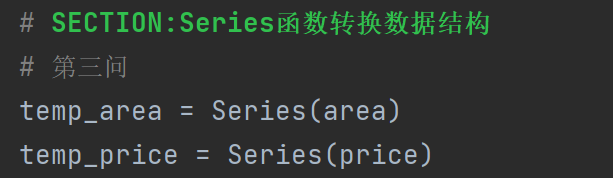 # SECTION:Series函数转换数据结构
# 第三问
temp_area = Series(area)
temp_price = Series(price)